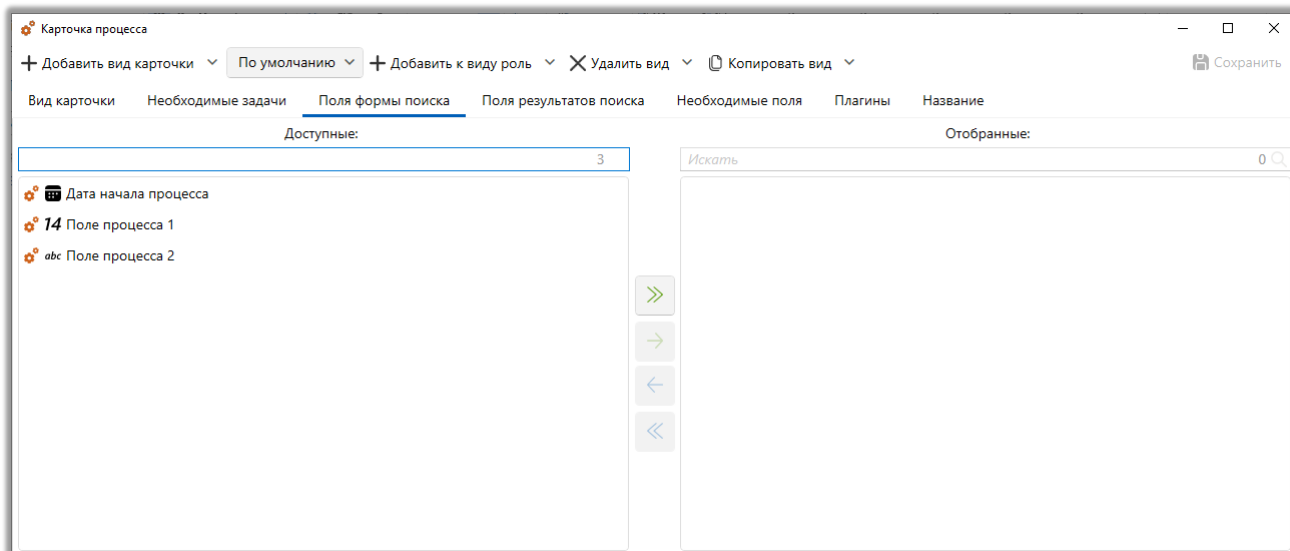 Карточка процесса
Добавить вид карточки По умолчанию Добавить к виду роль Удалить вид Копировать вид Сохранить
Вид карточки Необходимые задачи Поля формы поиска Поля результатов поиска Необходимые поля Плагины Название
Доступные: Отобранные:
3 Искать 0
Дата начала процесса
14 Поле процесса 1
abc Поле процесса 2